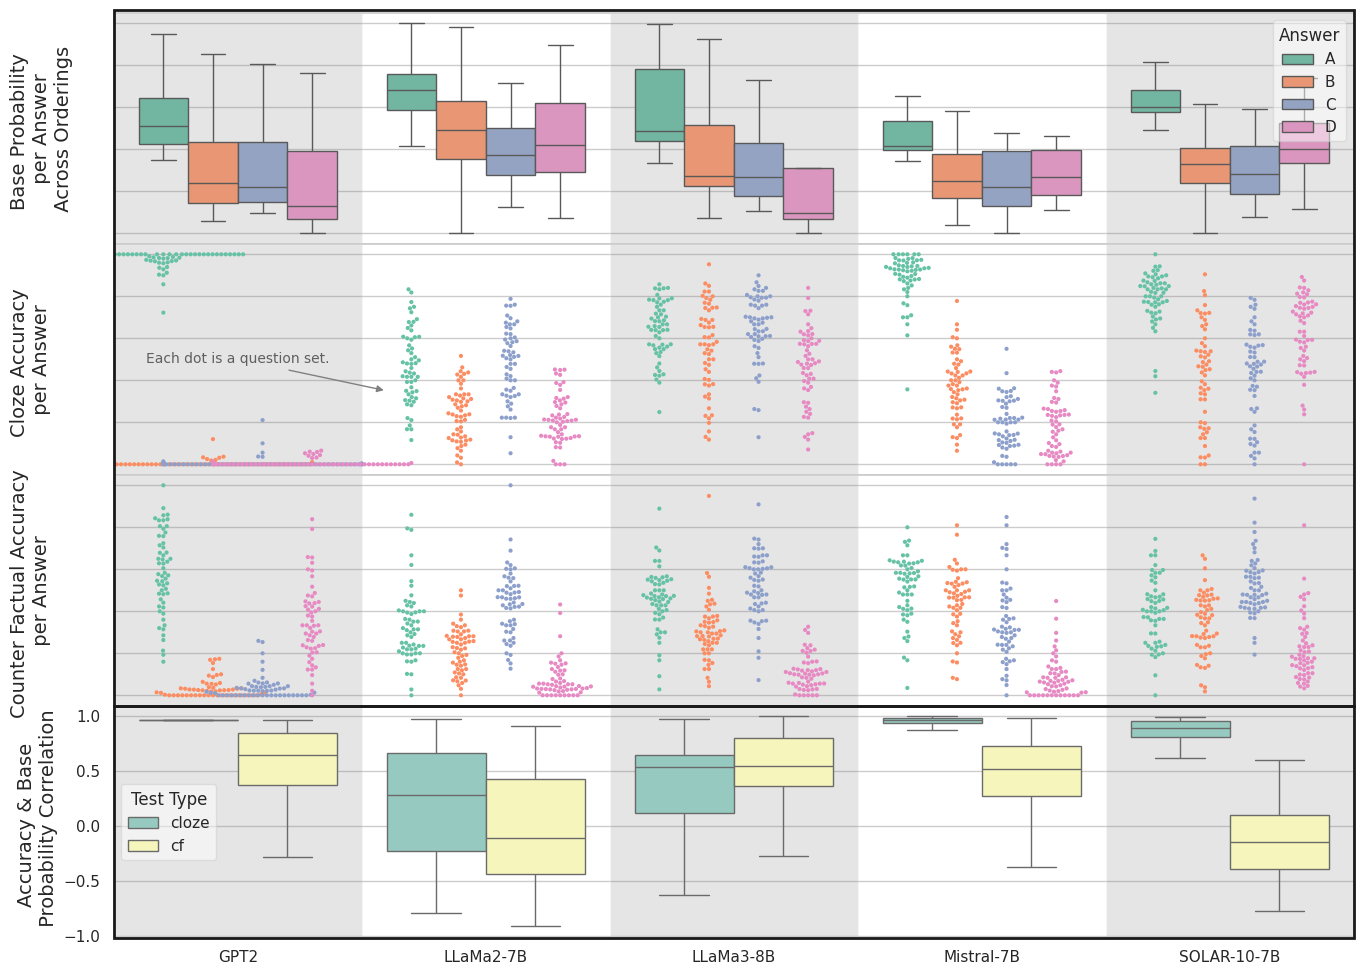 Base Probability
per Answer
Across Orderings
Answer
A
B
C
D
Cloze Accuracy
per Answer
Each dot is a question set.
Counter Factual Accuracy
per Answer
Accuracy & Base
Probability Correlation
1.0
0.5
0.0
−0.5
−1.0
Test Type
cloze
cf
GPT2
LLaMa2-7B
LLaMa3-8B
Mistral-7B
SOLAR-10-7B